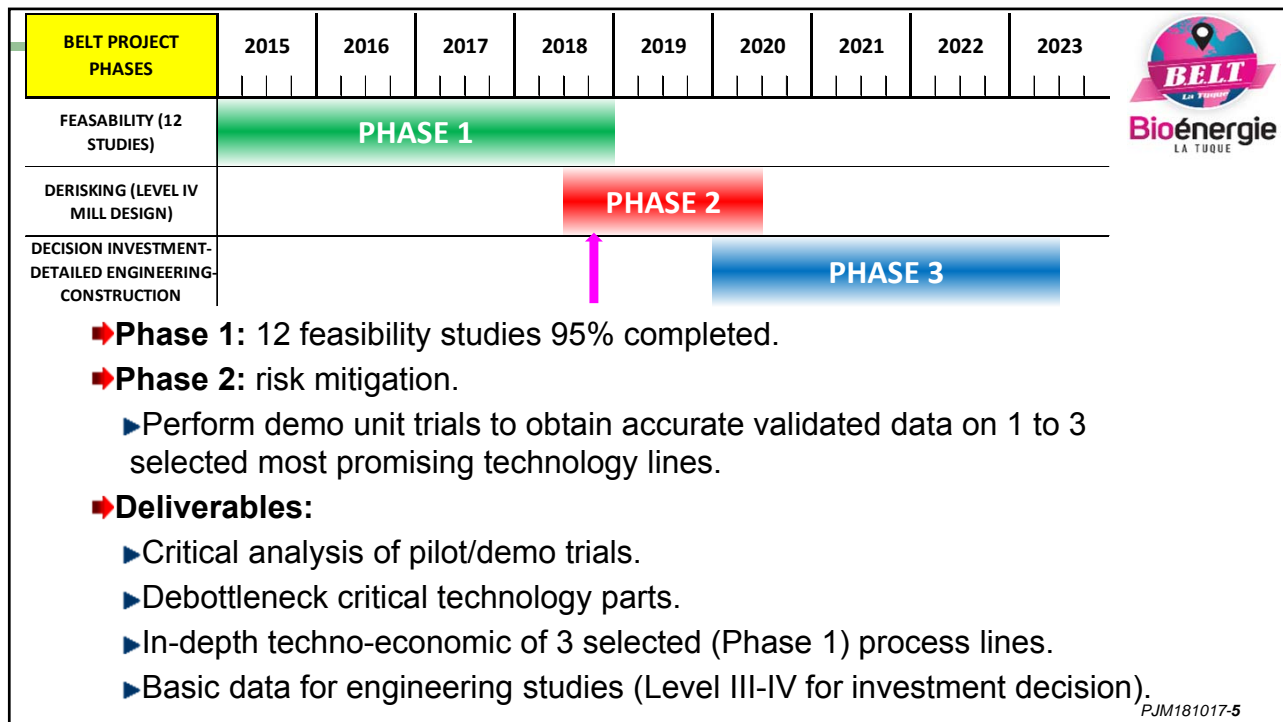 BELT PROJECT
PHASES
2015 2016 2017 2018 2019 2020 2021 2022 2023
FEASABILITY (12
STUDIES)
PHASE 1
DERISKING (LEVEL IV
MILL DESIGN)
PHASE 2
DECISION INVESTMENT-
DETAILED ENGINEERING-
CONSTRUCTION
PHASE 3
BELT
La Tuque
Bioénergie
LA TUQUE
Phase 1: 12 feasibility studies 95% completed.
Phase 2: risk mitigation.
Perform demo unit trials to obtain accurate validated data on 1 to 3
selected most promising technology lines.
Deliverables:
Critical analysis of pilot/demo trials.
Debottleneck critical technology parts.
In-depth techno-economic of 3 selected (Phase 1) process lines.
Basic data for engineering studies (Level III-IV for investment decision).
PJM181017-5